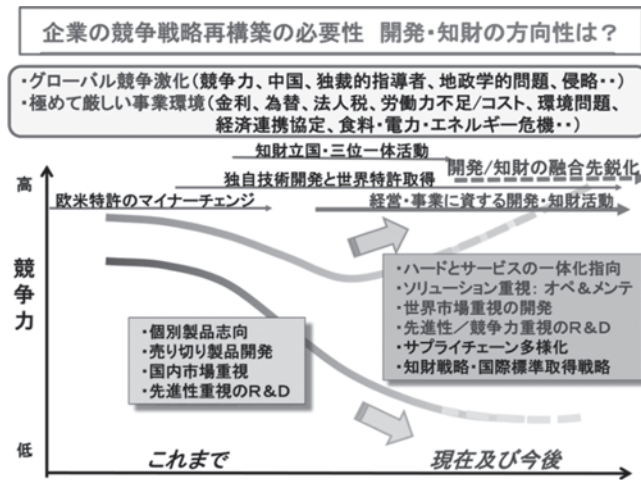 企業の競争戦略再構築の必要性 開発・知財の方向性は？
・グローバル競争激化（競争力、中国、独裁的指導者、地政学的問題、侵略・・）
・極めて厳しい事業環境（金利、為替、法人税、労働力不足/コスト、環境問題、
経済連携協定、食料・電力・エネルギー危機・・）
知財立国・三位一体活動
開発/知財の融合先鋭化
独自技術開発と世界特許取得
欧米特許のマイナーチェンジ
経営・事業に資する開発・知財活動
高
競争力
低
・ハードとサービスの一体化指向
・ソリューション重視：オペ＆メンテ
・世界市場重視の開発
・先進性／競争力重視のR＆D
・サプライチェーン多様化
・知財戦略・国際標準取得戦略
・個別製品志向
・売り切り製品開発
・国内市場重視
・先進性重視のR＆D
これまで
現在及び今後